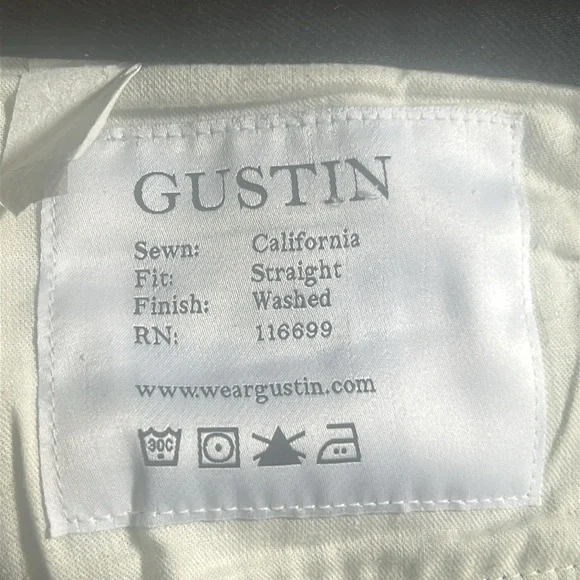 GUSTIN
Sewn: California
Fit: Straight
Finish: Washed
RN: 116699
www.weargustin.com
30C